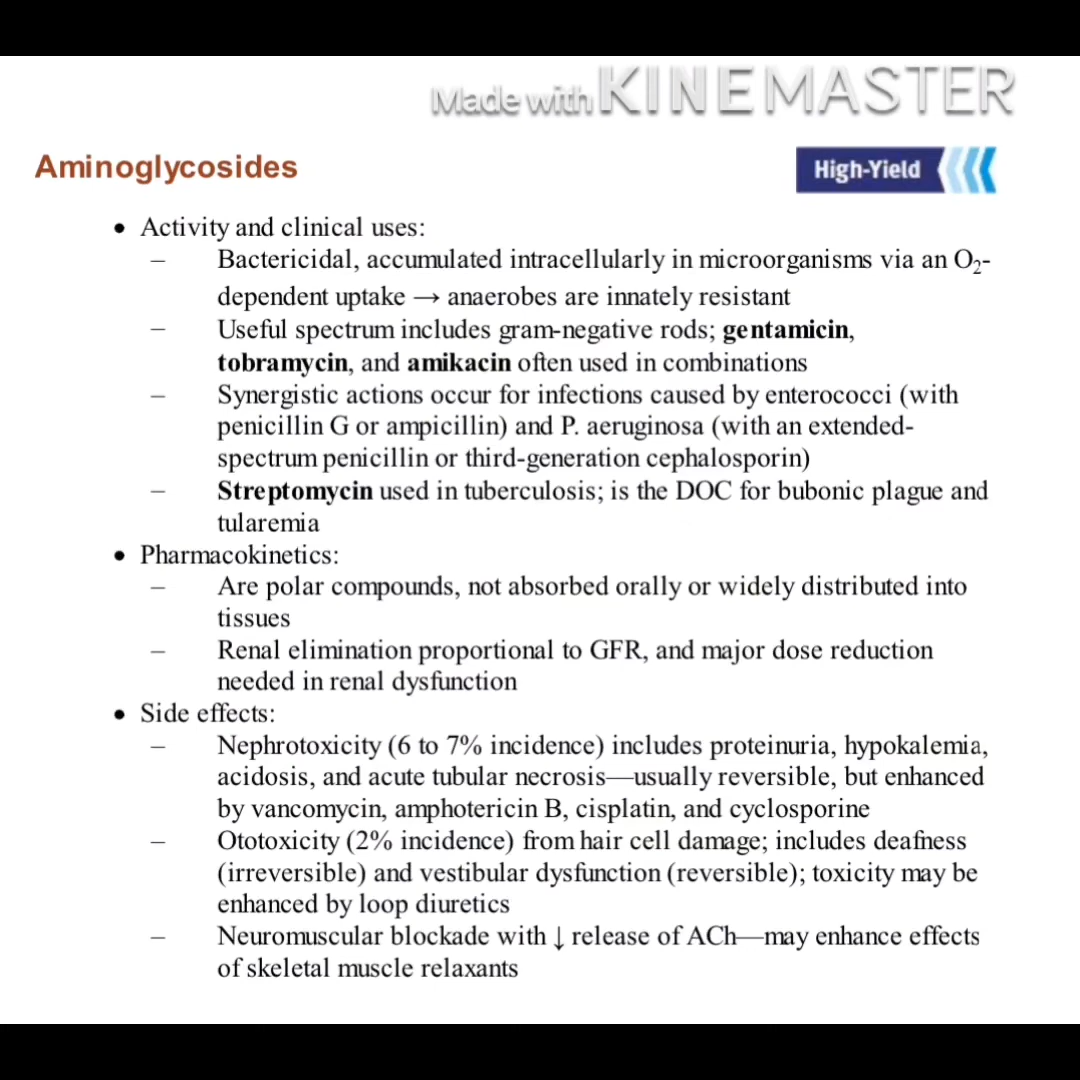 Made with KINEMASTER
Aminoglycosides
High-Yield
• Activity and clinical uses:
– Bactericidal, accumulated intracellularly in microorganisms via an O₂-
dependent uptake → anaerobes are innately resistant
– Useful spectrum includes gram-negative rods; gentamicin,
tobramycin, and amikacin often used in combinations
– Synergistic actions occur for infections caused by enterococci (with
penicillin G or ampicillin) and P. aeruginosa (with an extended-
spectrum penicillin or third-generation cephalosporin)
– Streptomycin used in tuberculosis; is the DOC for bubonic plague and
tularemia
• Pharmacokinetics:
– Are polar compounds, not absorbed orally or widely distributed into
tissues
– Renal elimination proportional to GFR, and major dose reduction
needed in renal dysfunction
• Side effects:
– Nephrotoxicity (6 to 7% incidence) includes proteinuria, hypokalemia,
acidosis, and acute tubular necrosis—usually reversible, but enhanced
by vancomycin, amphotericin B, cisplatin, and cyclosporine
– Ototoxicity (2% incidence) from hair cell damage; includes deafness
(irreversible) and vestibular dysfunction (reversible); toxicity may be
enhanced by loop diuretics
– Neuromuscular blockade with ↓ release of ACh—may enhance effects
of skeletal muscle relaxants